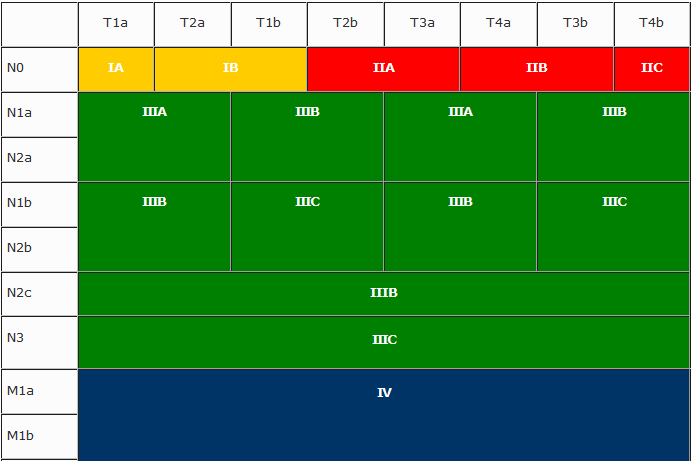 T1a T2a T1b T2b T3a T4a T3b T4b
N0 IA IB IIA IIB IIC
N1a IIIA IIIB IIIA IIIB
N2a
N1b IIIB IIIC IIIB IIIC
N2b
N2c IIIB
N3 IIIC
M1a IV
M1b